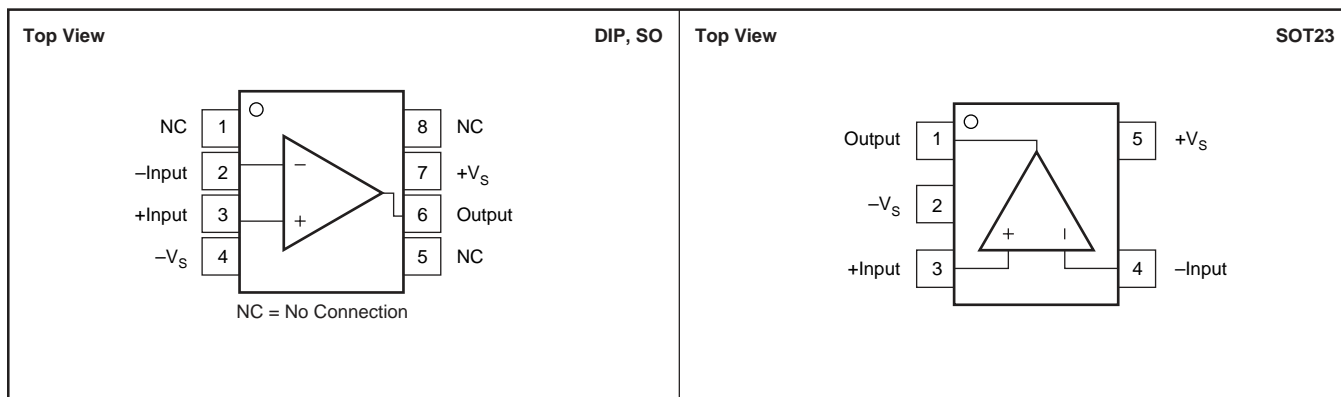 Top View DIP, SO
NC 1 8 NC
–Input 2 – 7 +VS
+Input 3 + 6 Output
–VS 4 5 NC
NC = No Connection
Top View SOT23
Output 1 5 +VS
–VS 2
+Input 3 + – 4 –Input